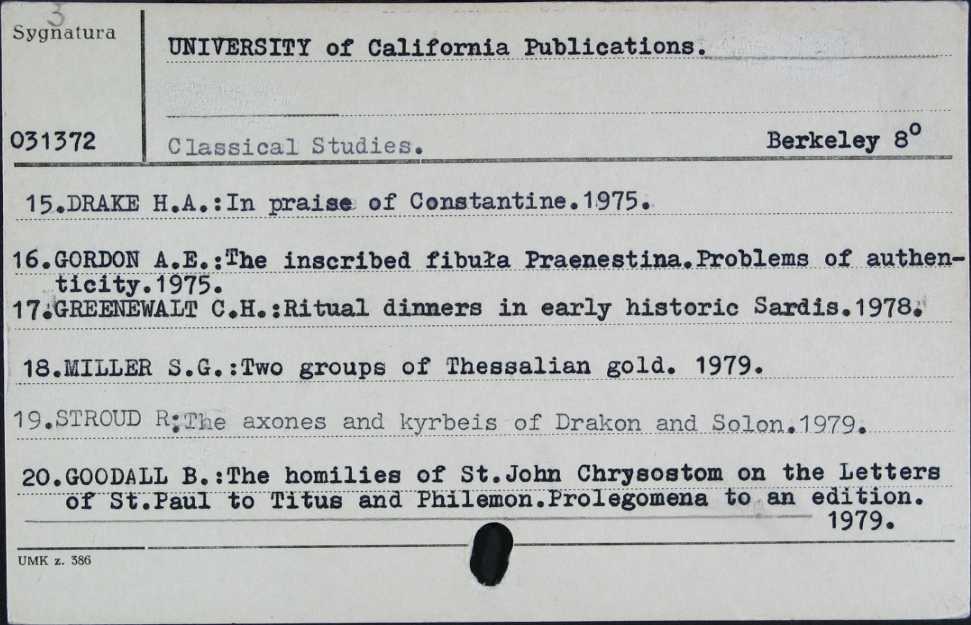 3
Sygnatura
UNIVERSITY of California Publications.
031372
Classical Studies. Berkeley 8°
15.DRAKE H.A.:In praise of Constantine.1975.
16.GORDON A.E.:The inscribed fibuła Praenestina.Problems of authen-
ticity.1975.
17.GREENEWALT C.H.:Ritual dinners in early historic Sardis.1978.
18.MILLER S.G.:Two groups of Thessalian gold. 1979.
19.STROUD R:The axones and kyrbeis of Drakon and Solon.1979.
20.GOODALL B.:The homilies of St.John Chrysostom on the Letters
of St.Paul to Titus and Philemon.Prolegomena to an edition.
1979.
UMK z. 386